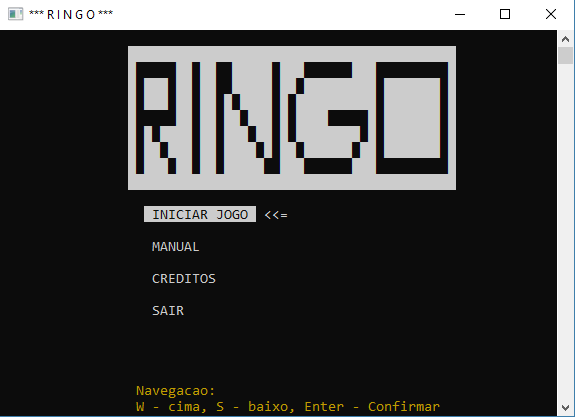 *** R I N G O ***
RINGO
INICIAR JOGO <<=
MANUAL
CREDITOS
SAIR
Navegacao:
W - cima, S - baixo, Enter - Confirmar